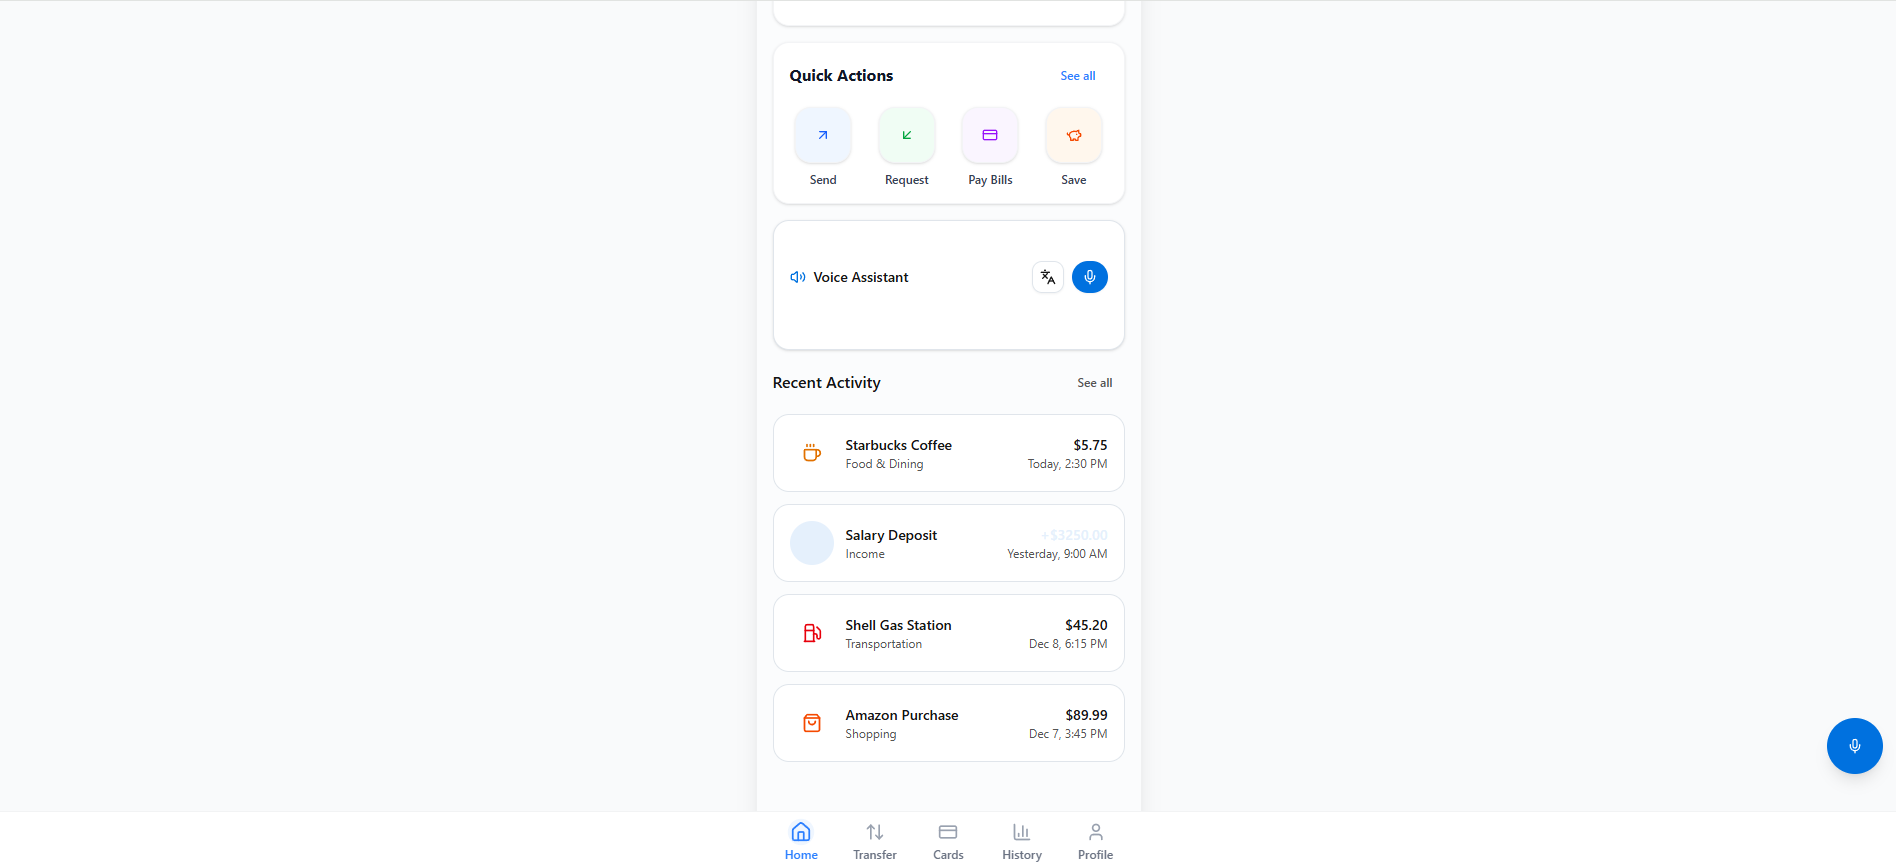 Quick Actions
See all
Send
Request
Pay Bills
Save
Voice Assistant
Recent Activity
See all
Starbucks Coffee
$5.75
Food & Dining
Today, 2:30 PM
Salary Deposit
+$3250.00
Income
Yesterday, 9:00 AM
Shell Gas Station
$45.20
Transportation
Dec 8, 6:15 PM
Amazon Purchase
$89.99
Shopping
Dec 7, 3:45 PM
Home
Transfer
Cards
History
Profile